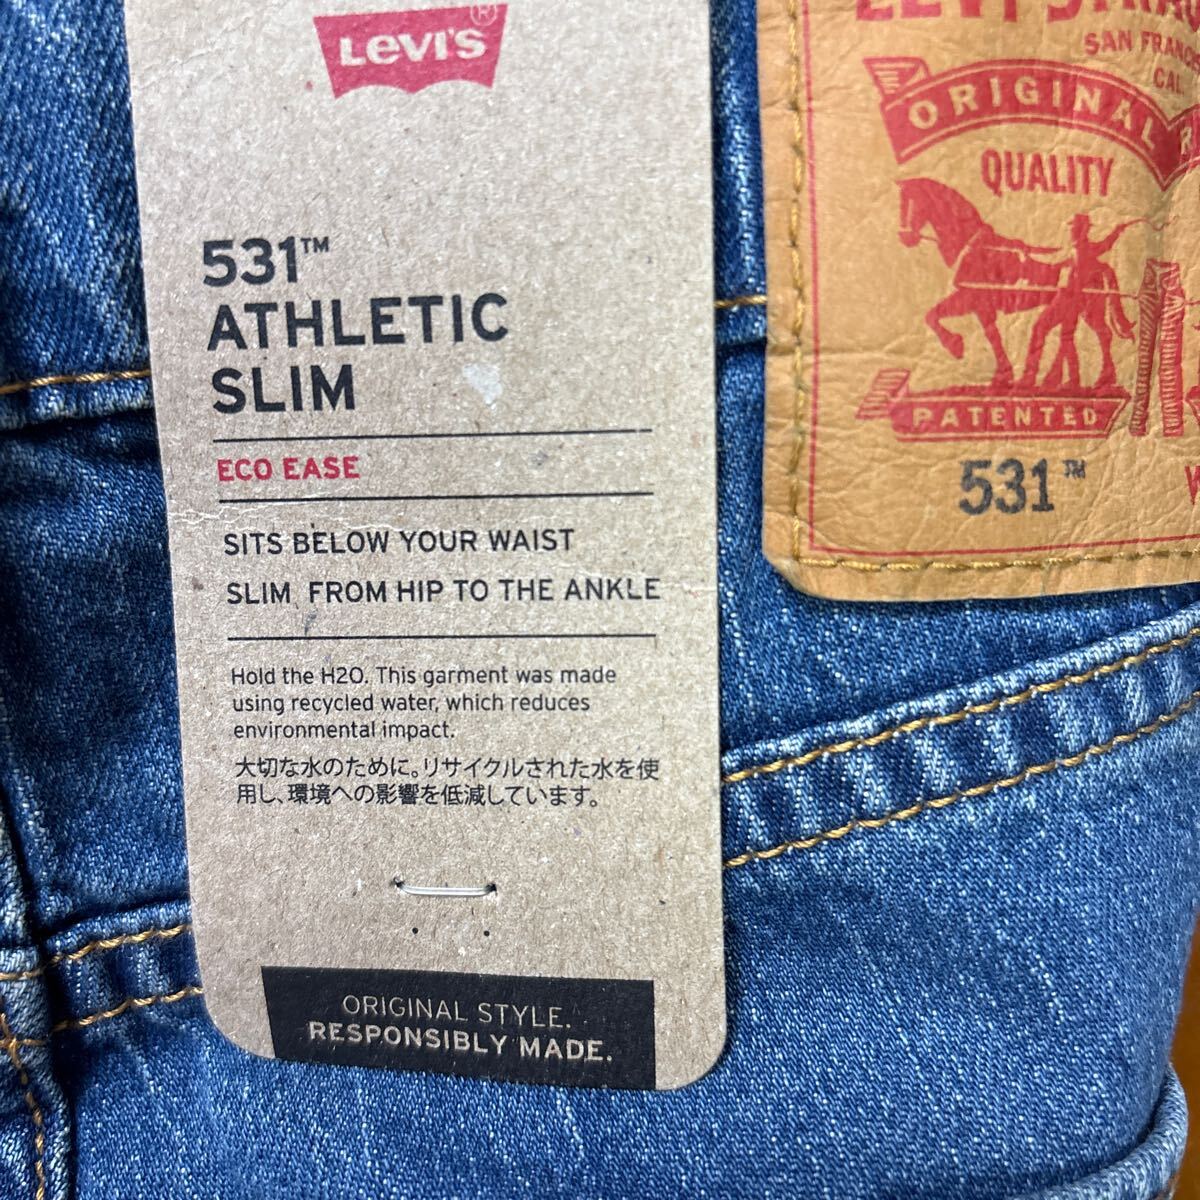 LEVI'S®
531™
ATHLETIC
SLIM
ECO EASE
SITS BELOW YOUR WAIST
SLIM FROM HIP TO THE ANKLE
Hold the H2O. This garment was made
using recycled water, which reduces
environmental impact.
大切な水のために。リサイクルされた水を使
用し、環境への影響を低減しています。
ORIGINAL STYLE.
RESPONSIBLY MADE.
LEVI
SAN
CAL
ORIGINAL
QUALITY
PATENTED
531™
W